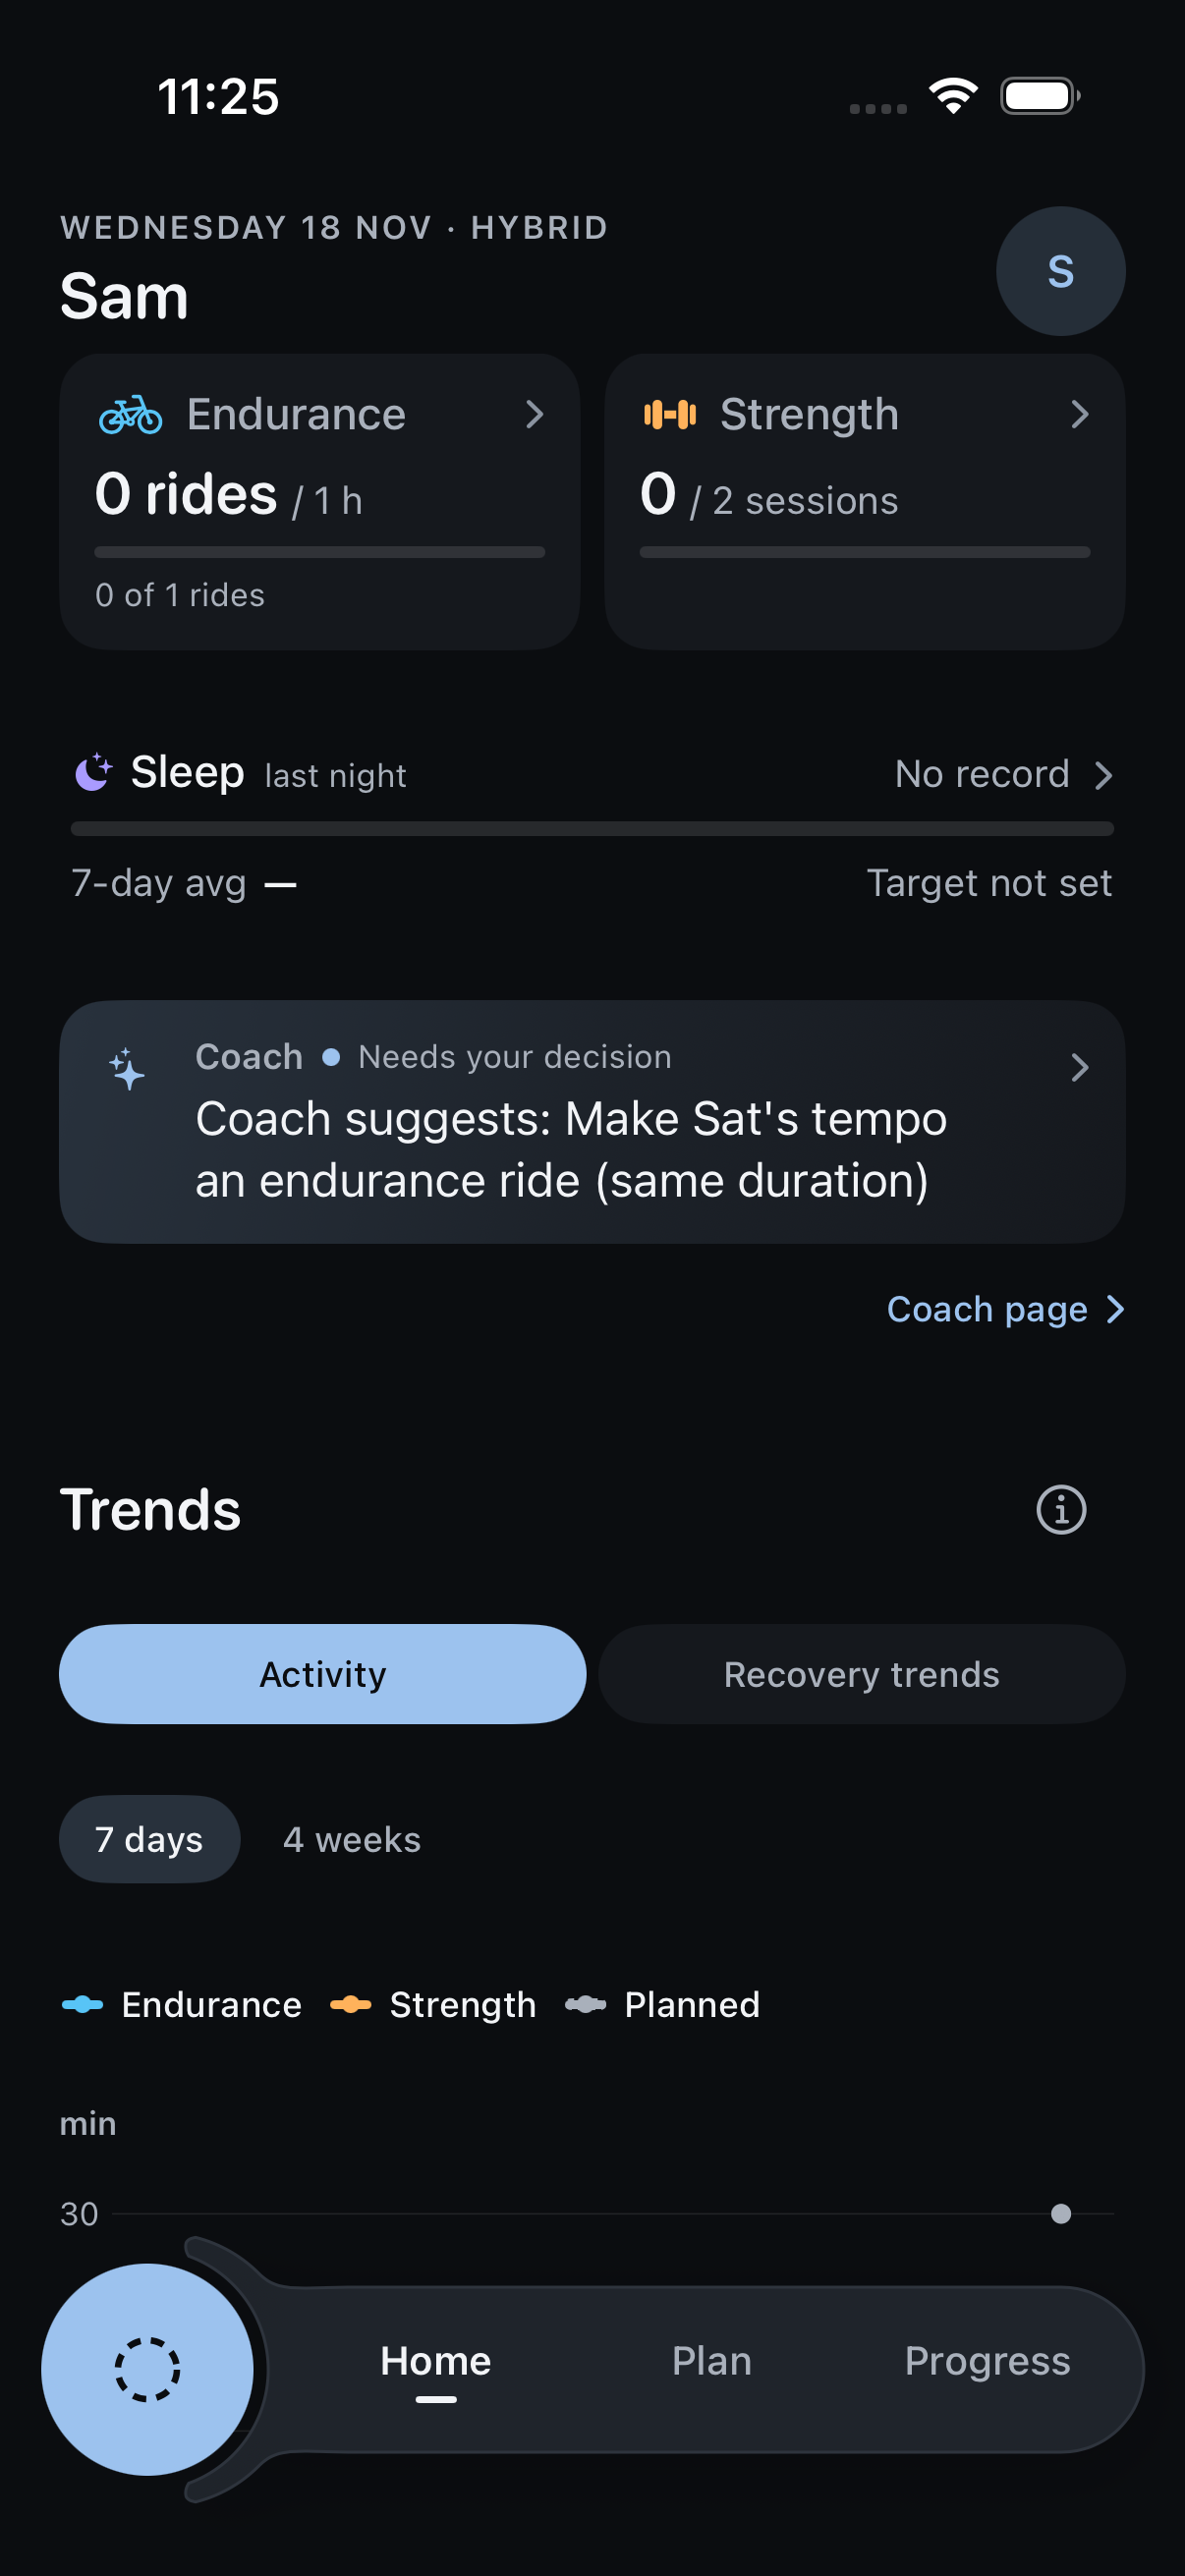 11:25
WEDNESDAY 18 NOV · HYBRID
Sam
S
Endurance
0 rides / 1 h
0 of 1 rides
Strength
0 / 2 sessions
Sleep last night
No record
7-day avg —
Target not set
Coach • Needs your decision
Coach suggests: Make Sat's tempo
an endurance ride (same duration)
Coach page
Trends
Activity
Recovery trends
7 days
4 weeks
Endurance
Strength
Planned
min
30
Home
Plan
Progress